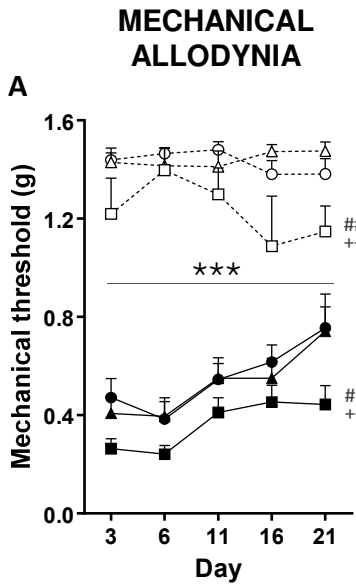 MECHANICAL
ALLODYNIA
A
Mechanical threshold (g)
1.6
1.2
0.8
0.4
0.0
***
#
+
#
+
3 6 11 16 21
Day